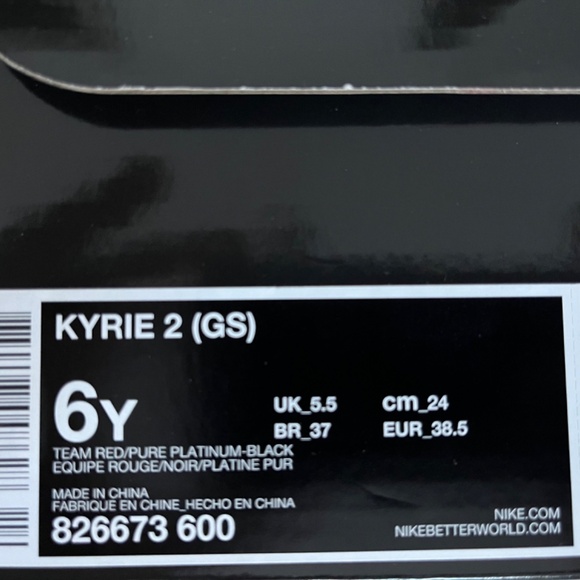 KYRIE 2 (GS)
6Y
UK_5.5 cm_24
BR_37 EUR_38.5
TEAM RED/PURE PLATINUM-BLACK
EQUIPE ROUGE/NOIR/PLATINE PUR
MADE IN CHINA
FABRIQUE EN CHINE_HECHO EN CHINA
826673 600
NIKE.COM
NIKEBETTERWORLD.COM